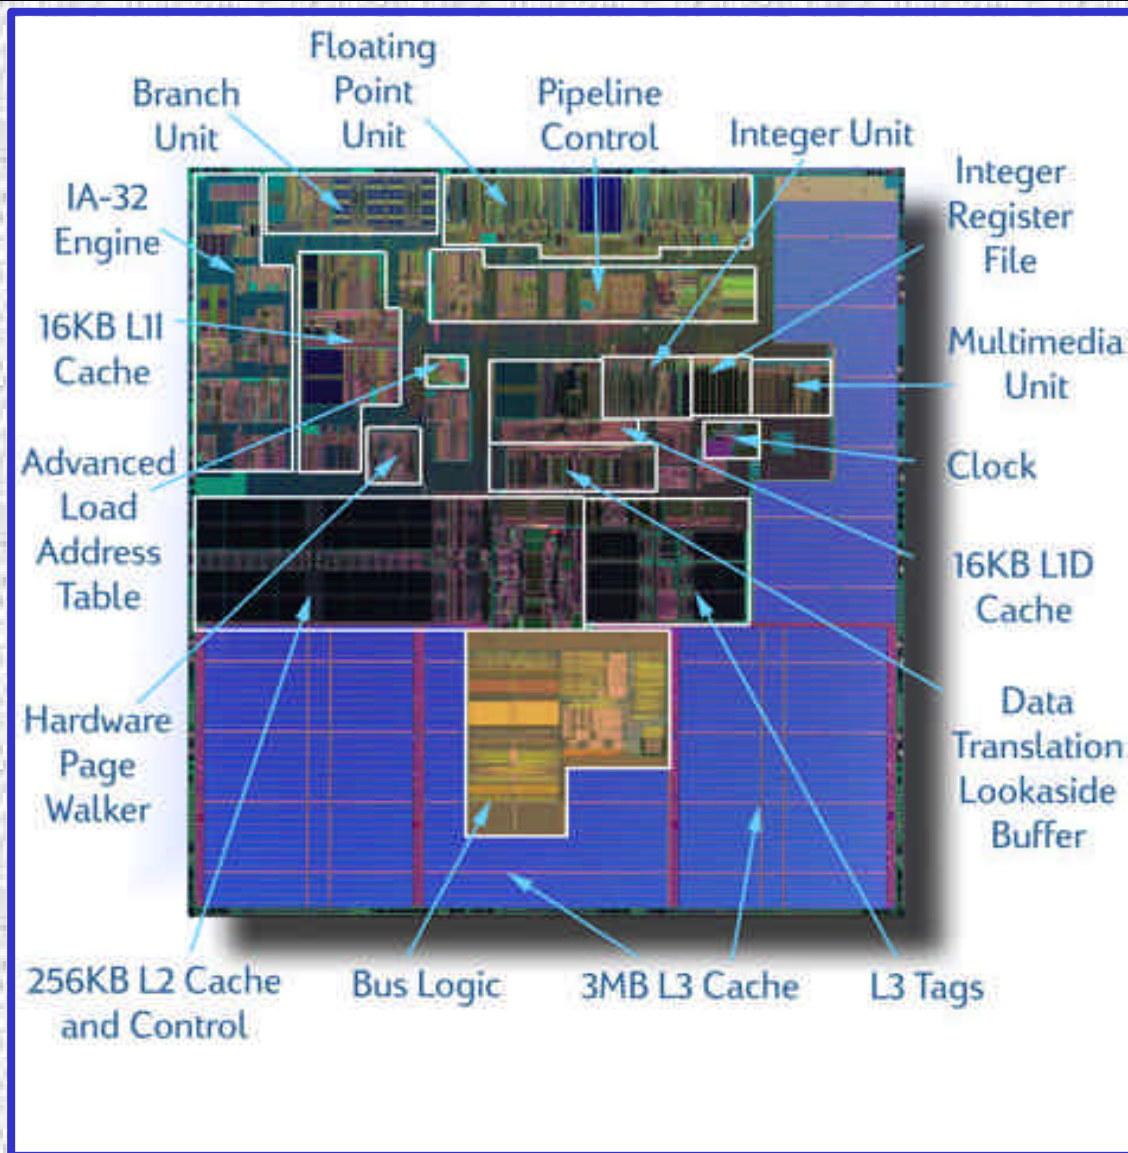 Floating
Point
Unit
Branch
Unit
Pipeline
Control
Integer Unit
Integer
Register
File
IA-32
Engine
16KB L1I
Cache
Multimedia
Unit
Advanced
Load
Address
Table
Clock
16KB L1D
Cache
Hardware
Page
Walker
Data
Translation
Lookaside
Buffer
256KB L2 Cache
and Control
Bus Logic
3MB L3 Cache
L3 Tags